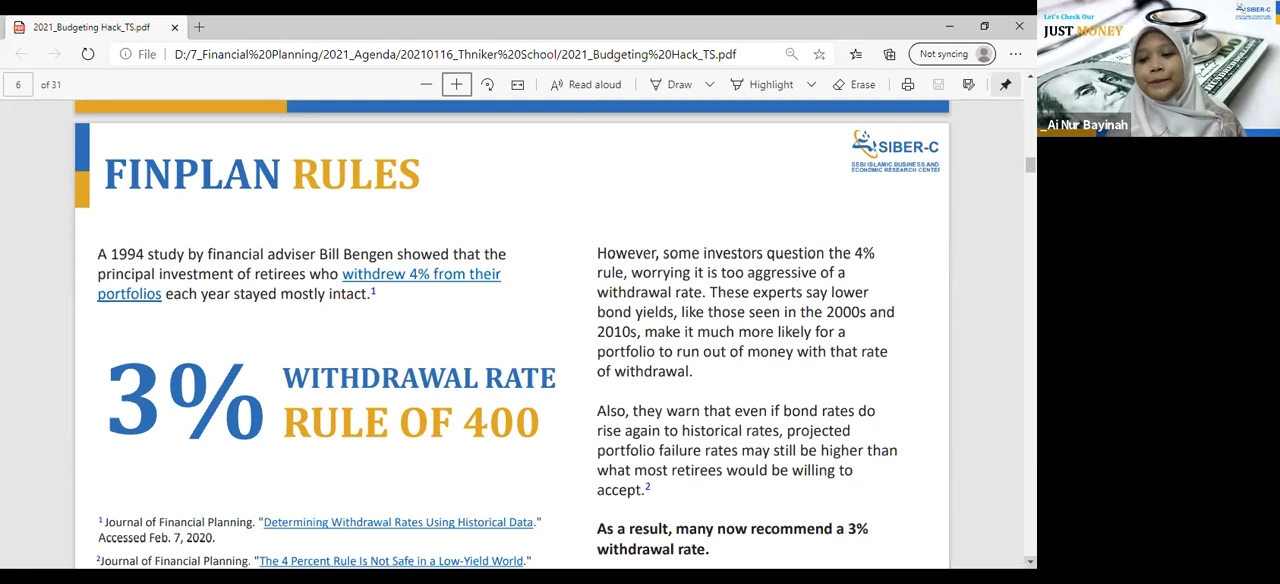 2021_Budgeting Hack_TS.pdf
File
D:/7_Financial%20Planning/2021_Agenda/20210116_Thniker%20School/2021_Budgeting%20Hack_TS.pdf
Not syncing
6 of 31
Read aloud
Draw
Highlight
Erase
FINPLAN RULES
SIBER-C
SEBI ISLAMIC BUSINESS AND
ECONOMIC RESEARCH CENTER
A 1994 study by financial adviser Bill Bengen showed that the
principal investment of retirees who withdrew 4% from their
portfolios each year stayed mostly intact.1
3%
WITHDRAWAL RATE
RULE OF 400
1 Journal of Financial Planning. "Determining Withdrawal Rates Using Historical Data."
Accessed Feb. 7, 2020.
2Journal of Financial Planning. "The 4 Percent Rule Is Not Safe in a Low-Yield World."
However, some investors question the 4%
rule, worrying it is too aggressive of a
withdrawal rate. These experts say lower
bond yields, like those seen in the 2000s and
2010s, make it much more likely for a
portfolio to run out of money with that rate
of withdrawal.
Also, they warn that even if bond rates do
rise again to historical rates, projected
portfolio failure rates may still be higher than
what most retirees would be willing to
accept.2
As a result, many now recommend a 3%
withdrawal rate.
Let's Check Our
JUST MONEY
SIBER-C
_Ai Nur Bayinah